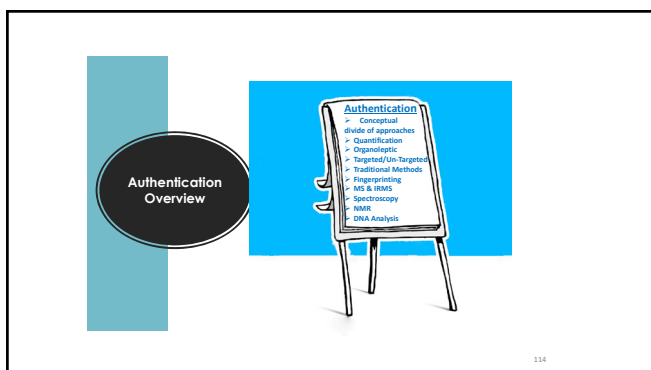 Authentication
Overview
Authentication
➢ Conceptual
divide of approaches
➢ Quantification
➢ Organoleptic
➢ Targeted/Un-Targeted
➢ Traditional Methods
➢ Fingerprinting
➢ MS & IRMS
➢ Spectroscopy
➢ NMR
➢ DNA Analysis
114